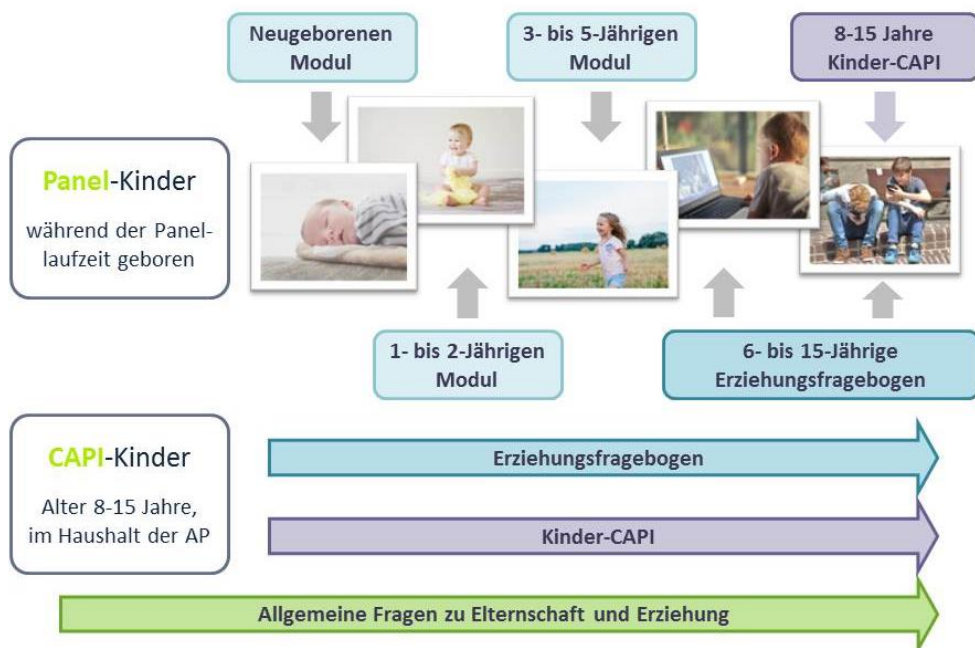 Neugeborenen
Modul
3- bis 5-Jährigen
Modul
8-15 Jahre
Kinder-CAPI
Panel-Kinder
während der Panel-
laufzeit geboren
1- bis 2-Jährigen
Modul
6- bis 15-Jährige
Erziehungsfragebogen
CAPI-Kinder
Alter 8-15 Jahre,
im Haushalt der AP
Erziehungsfragebogen
Kinder-CAPI
Allgemeine Fragen zu Elternschaft und Erziehung